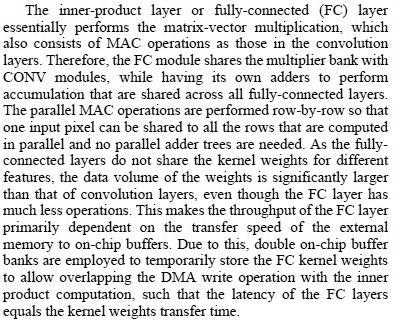 The inner-product layer or fully-connected (FC) layer
essentially performs the matrix-vector multiplication, which
also consists of MAC operations as those in the convolution
layers. Therefore, the FC module shares the multiplier bank with
CONV modules, while having its own adders to perform
accumulation that are shared across all fully-connected layers.
The parallel MAC operations are performed row-by-row so that
one input pixel can be shared to all the rows that are computed
in parallel and no parallel adder trees are needed. As the fully-
connected layers do not share the kernel weights for different
features, the data volume of the weights is significantly larger
than that of convolution layers, even though the FC layer has
much less operations. This makes the throughput of the FC layer
primarily dependent on the transfer speed of the external
memory to on-chip buffers. Due to this, double on-chip buffer
banks are employed to temporarily store the FC kernel weights
to allow overlapping the DMA write operation with the inner
product computation, such that the latency of the FC layers
equals the kernel weights transfer time.